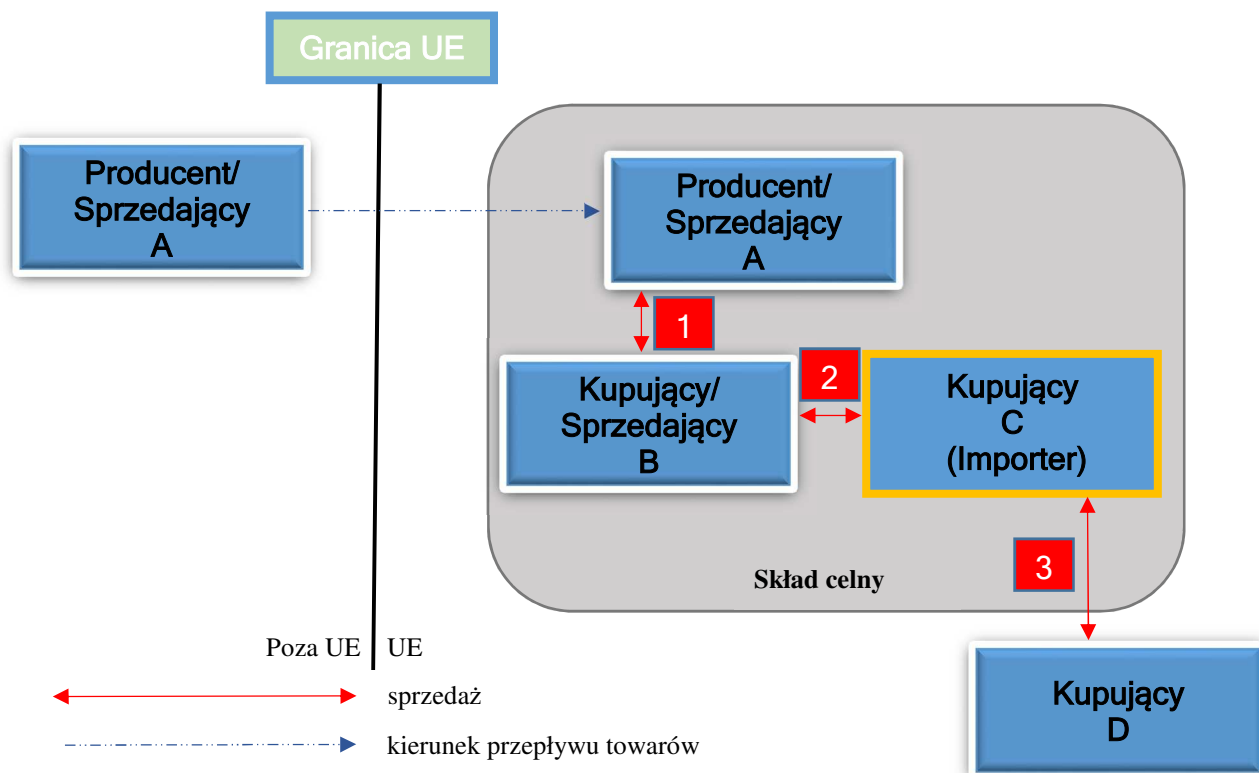 Granica UE
Producent/
Sprzedający
A
Producent/
Sprzedający
A
1
Kupujący/
Sprzedający
B
2
Kupujący
C
(Importer)
3
Skład celny
Poza UE
UE
sprzedaż
kierunek przepływu towarów
Kupujący
D